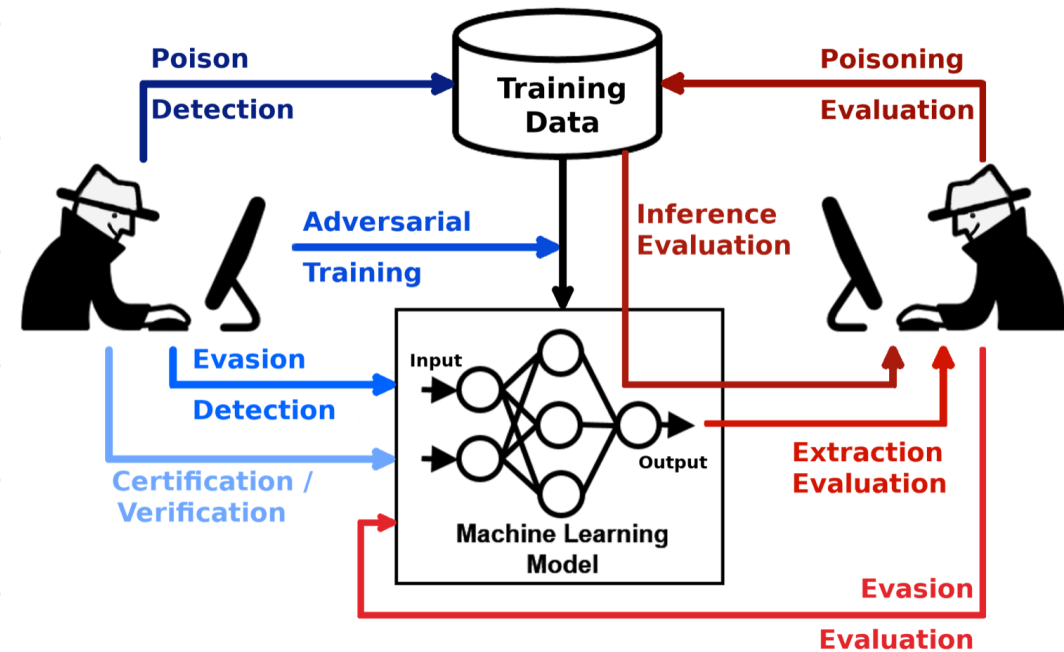 Poison
Detection
Training
Data
Poisoning
Evaluation
Adversarial
Training
Inference
Evaluation
Evasion
Detection
Input
Output
Certification /
Verification
Machine Learning
Model
Extraction
Evaluation
Evasion
Evaluation